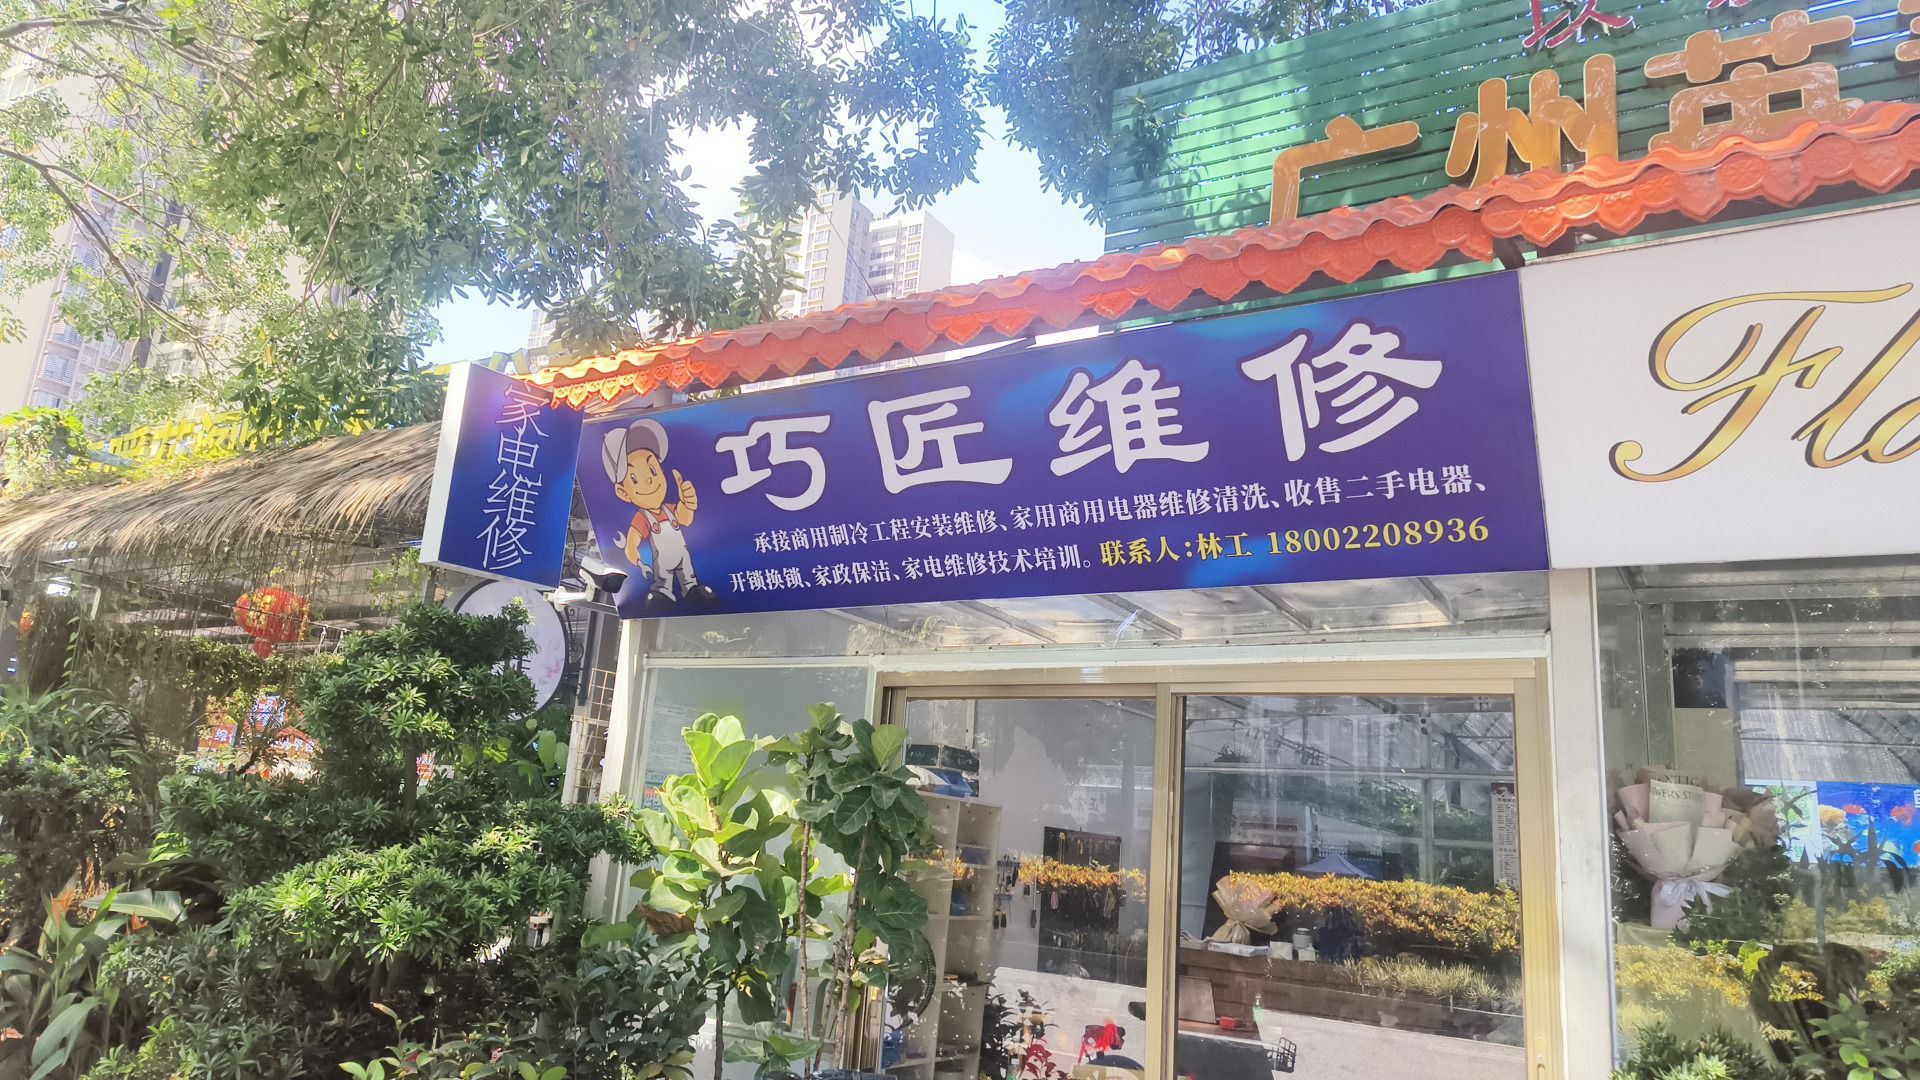 广州英
家电维修
巧匠维修
承接商用制冷工程安装维修、家用商用电器维修清洗、收售二手电器、
开锁换锁、家政保洁、家电维修技术培训。联系人:林工 18002208936